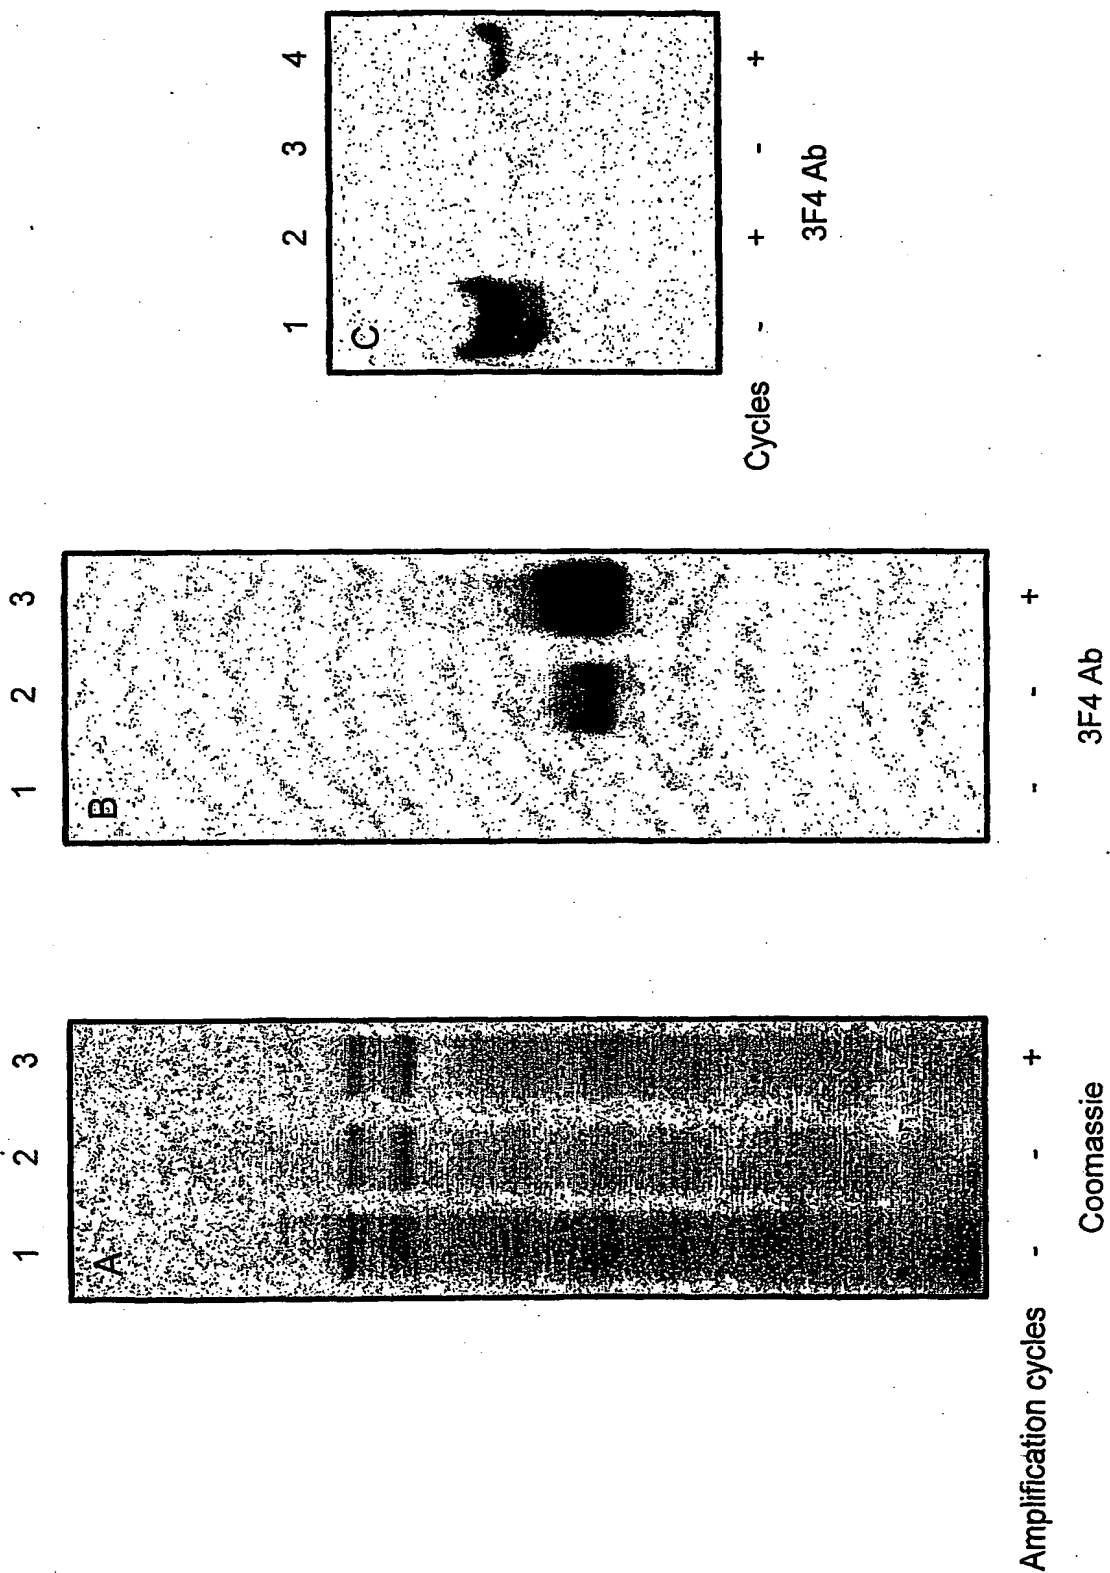 1 2 3
A
Amplification cycles - - +
Coomassie
1 2 3
B
- - +
3F4 Ab
1 2 3 4
C
Cycles - + - +
3F4 Ab